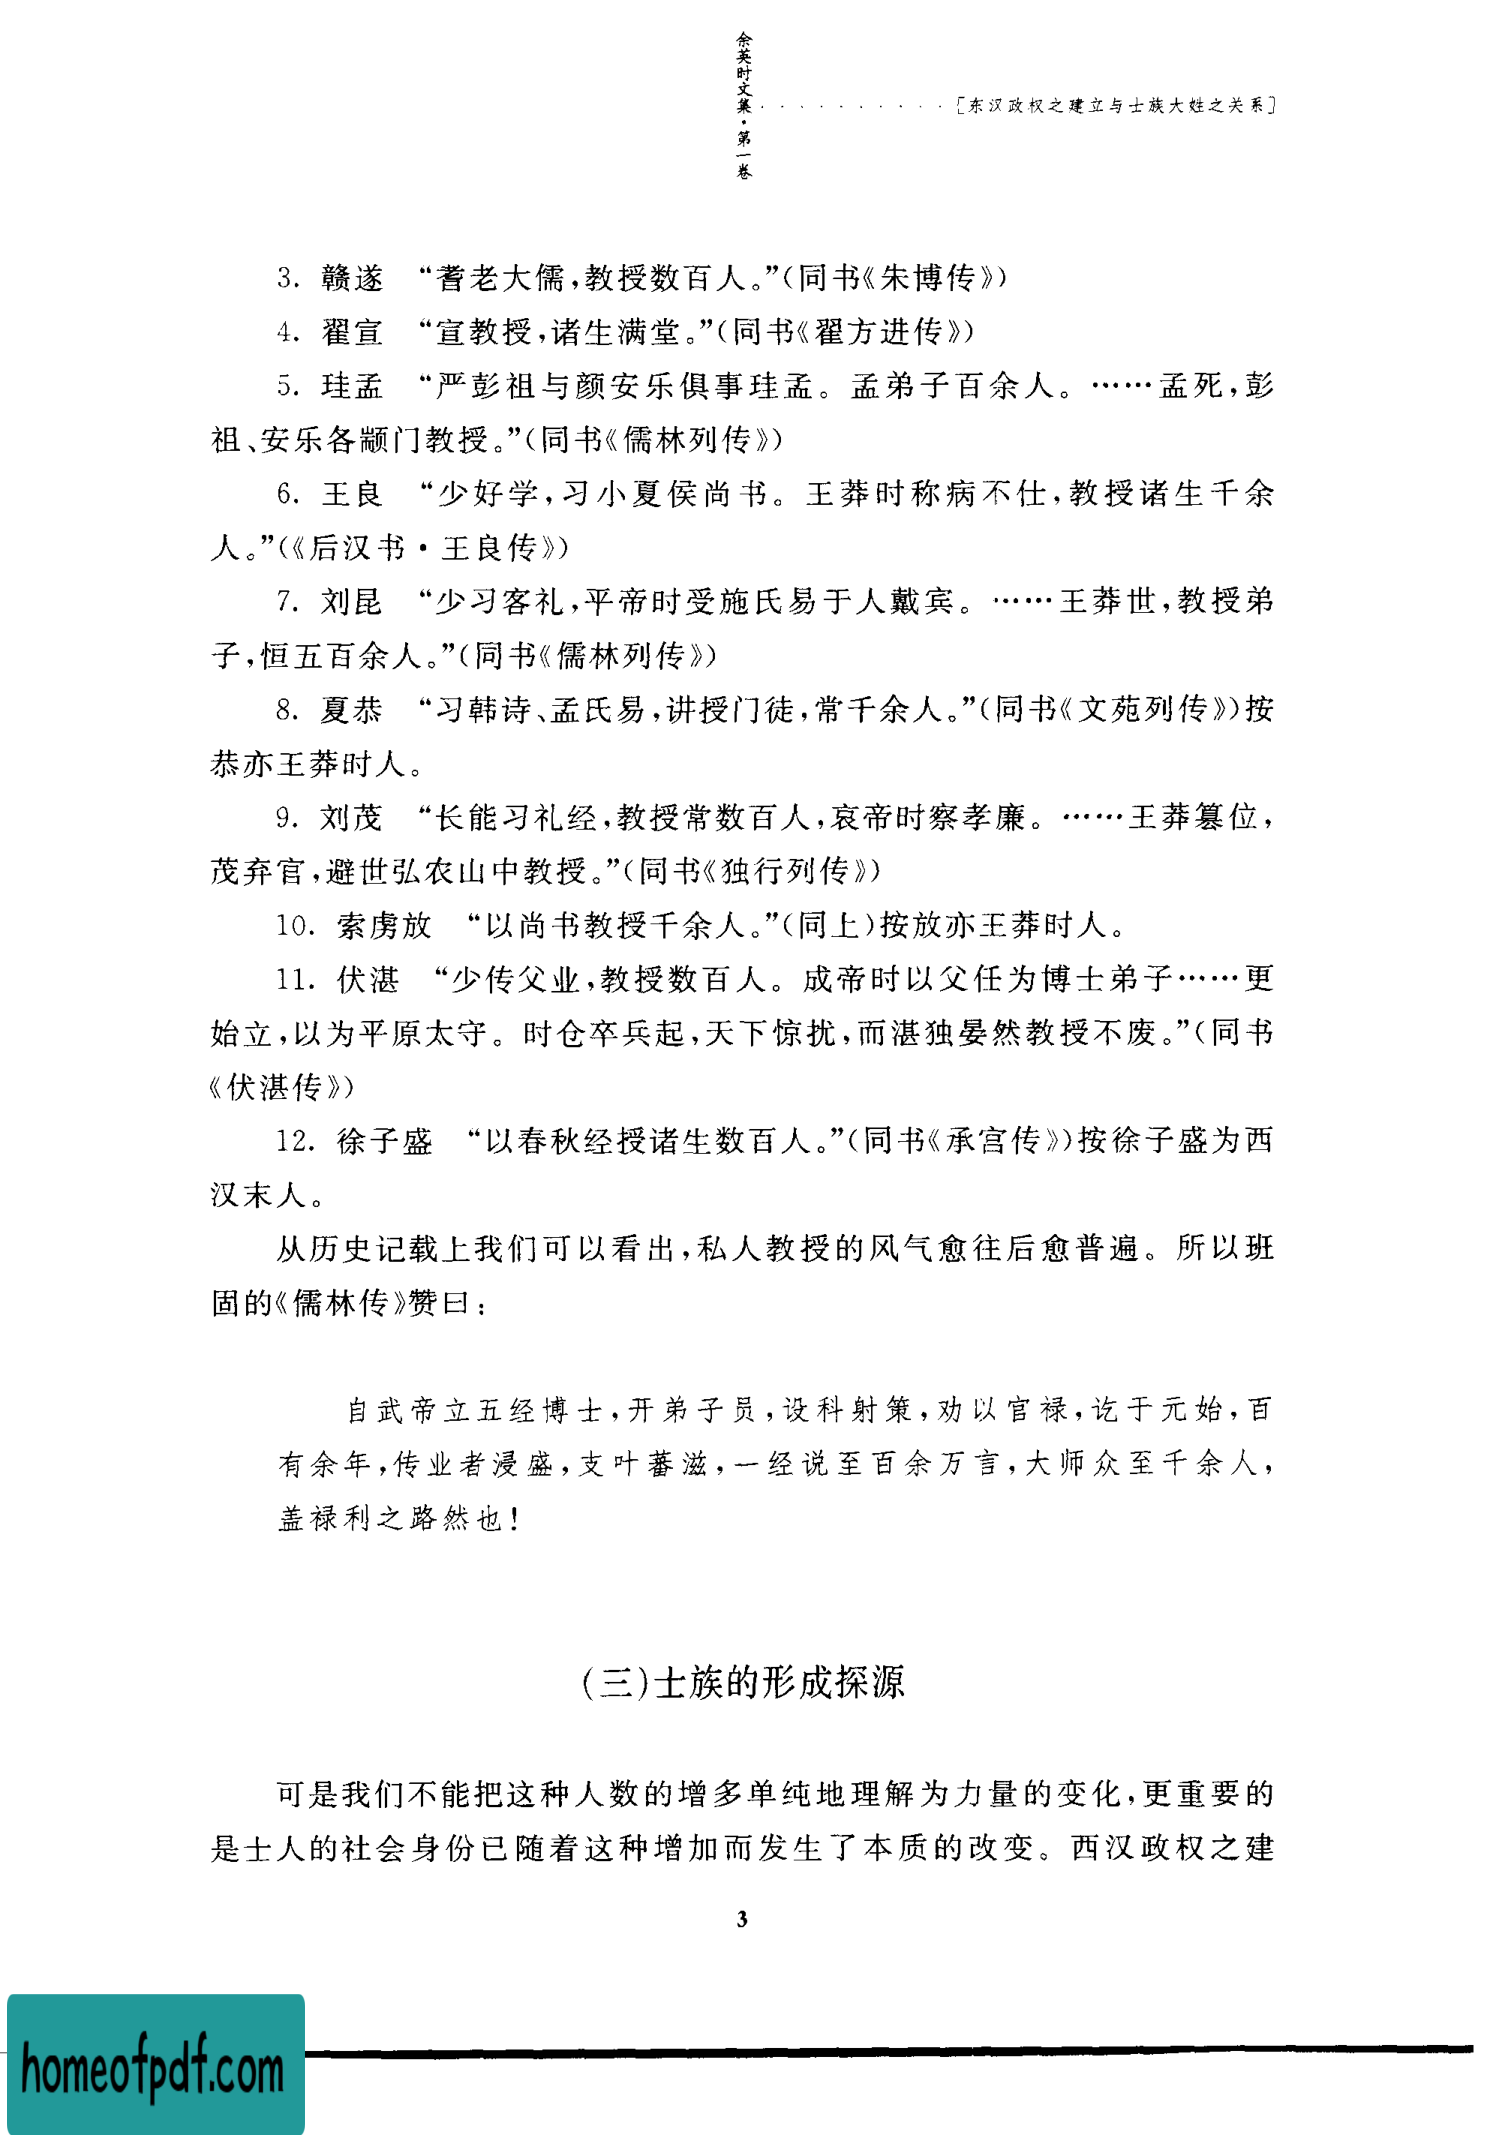 余英时文集·第一卷
·········[东汉政权之建立与士族大姓之关系]
3. 赣遂 “耆老大儒,教授数百人。”(同书《朱博传》)
4. 翟宣 “宣教授,诸生满堂。”(同书《翟方进传》)
5. 珪孟 “严彭祖与颜安乐俱事珪孟。孟弟子百余人。……孟死,彭
祖、安乐各颛门教授。”(同书《儒林列传》)
6. 王良 “少好学,习小夏侯尚书。王莽时称病不仕,教授诸生千余
人。”(《后汉书·王良传》)
7. 刘昆 “少习客礼,平帝时受施氏易于人戴宾。……王莽世,教授弟
子,恒五百余人。”(同书《儒林列传》)
8. 夏恭 “习韩诗、孟氏易,讲授门徒,常千余人。”(同书《文苑列传》)按
恭亦王莽时人。
9. 刘茂 “长能习礼经,教授常数百人,哀帝时察孝廉。……王莽篡位,
茂弃官,避世弘农山中教授。”(同书《独行列传》)
10. 索虏放 “以尚书教授千余人。”(同上)按放亦王莽时人。
11. 伏湛 “少传父业,教授数百人。成帝时以父任为博士弟子……更
始立,以为平原太守。时仓卒兵起,天下惊扰,而湛独晏然教授不废。”(同书
《伏湛传》)
12. 徐子盛 “以春秋经授诸生数百人。”(同书《承宫传》)按徐子盛为西
汉末人。
从历史记载上我们可以看出,私人教授的风气愈往后愈普遍。所以班
固的《儒林传》赞曰:
自武帝立五经博士,开弟子员,设科射策,劝以官禄,讫于元始,百
有余年,传业者浸盛,支叶蕃滋,一经说至百余万言,大师众至千余人,
盖禄利之路然也!
(三)士族的形成探源
可是我们不能把这种人数的增多单纯地理解为力量的变化,更重要的
是士人的社会身份已随着这种增加而发生了本质的改变。西汉政权之建
3
homeofpdf.com